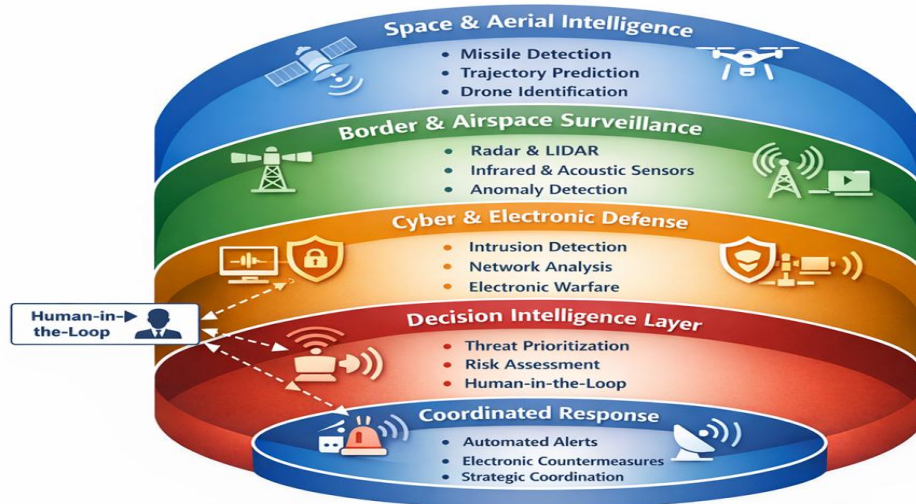 Space & Aerial Intelligence
• Missile Detection
• Trajectory Prediction
• Drone Identification
Border & Airspace Surveillance
• Radar & LIDAR
• Infrared & Acoustic Sensors
• Anomaly Detection
Cyber & Electronic Defense
• Intrusion Detection
• Network Analysis
• Electronic Warfare
Human-in-
the-Loop
Decision Intelligence Layer
• Threat Prioritization
• Risk Assessment
• Human-in-the-Loop
Coordinated Response
• Automated Alerts
• Electronic Countermeasures
• Strategic Coordination